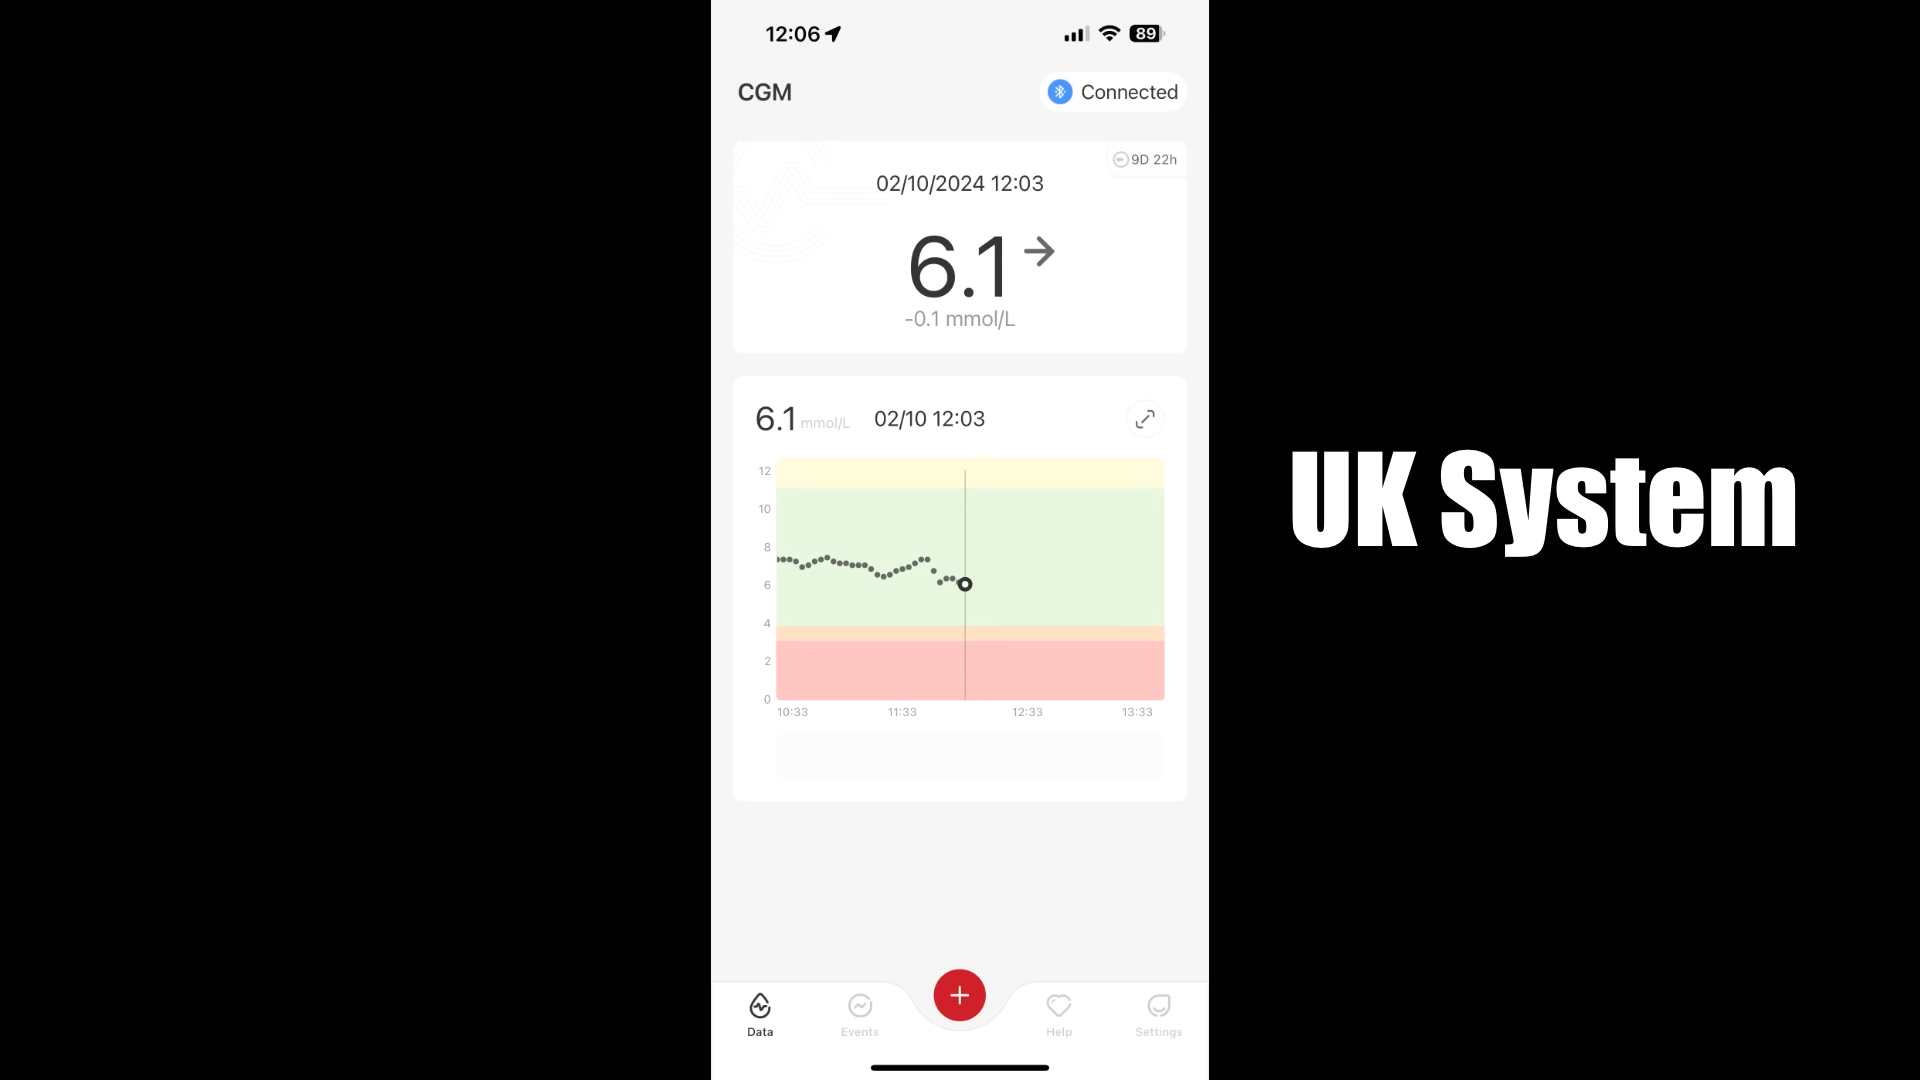 12:06
89
CGM
Connected
9D 22h
02/10/2024 12:03
6.1
-0.1 mmol/L
6.1 mmol/L 02/10 12:03
12
10
8
6
4
2
0
10:33 11:33 12:33 13:33
Data Events Help Settings
UK System